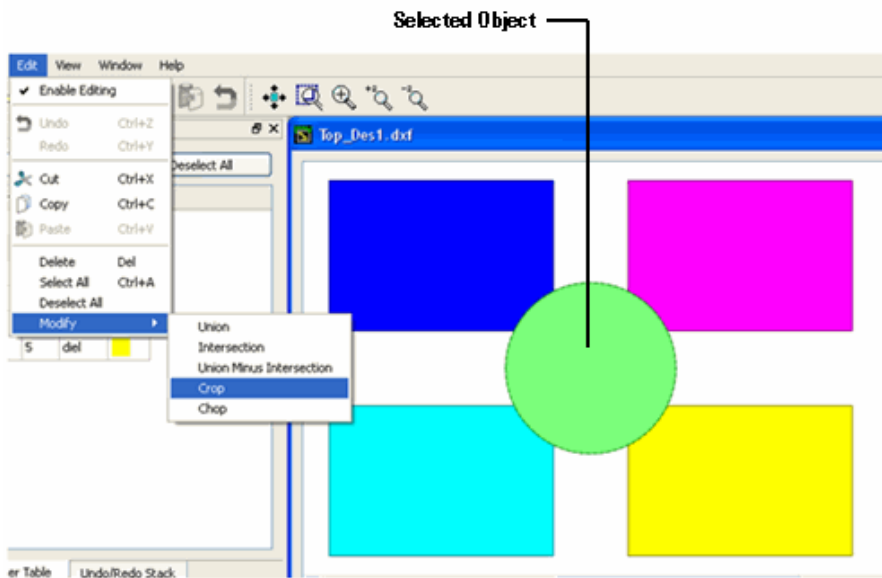 Selected Object
Edit View Window Help
Enable Editing
Undo Ctrl+Z
Redo Ctrl+Y
Cut Ctrl+X
Copy Ctrl+C
Paste Ctrl+V
Delete Del
Select All Ctrl+A
Deselect All
Modify
Union
Intersection
Union Minus Intersection
Crop
Chop
Deselect All
Top_Des1.dxf
5 diel
er Table Undo/Redo Stack